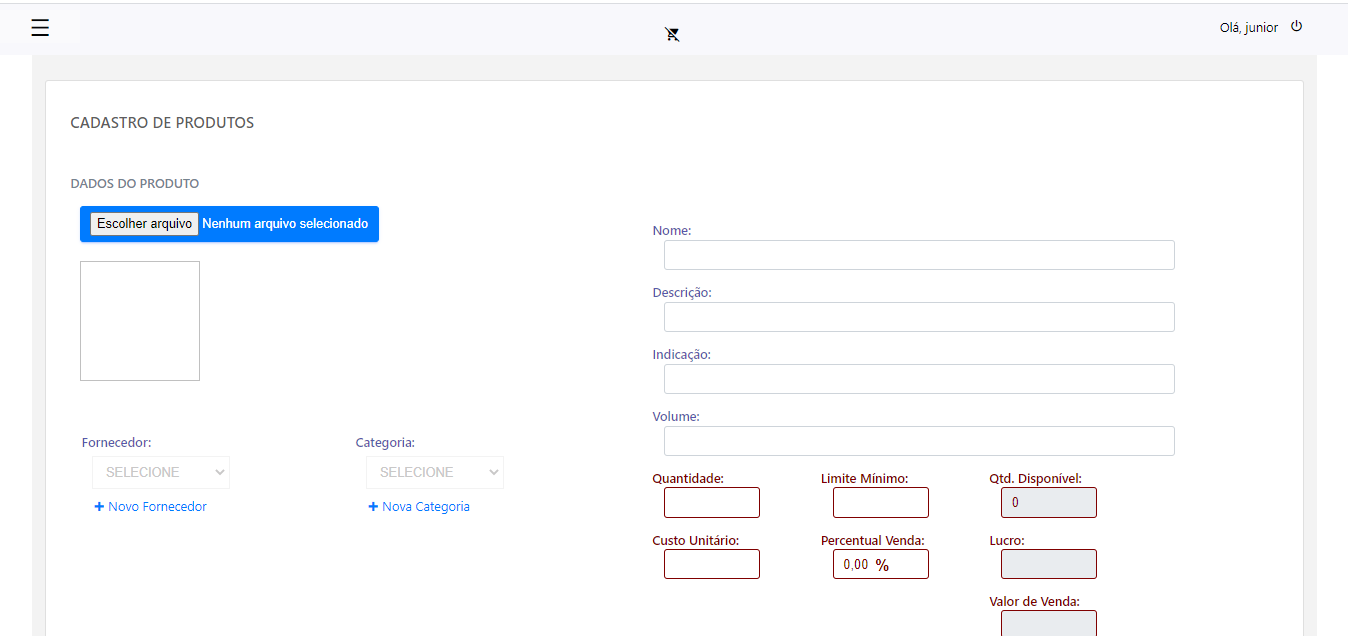 Olá, junior
CADASTRO DE PRODUTOS
DADOS DO PRODUTO
Escolher arquivo Nenhum arquivo selecionado
Nome:
Descrição:
Indicação:
Volume:
Fornecedor: Categoria:
SELECIONE SELECIONE
+ Novo Fornecedor + Nova Categoria
Quantidade: Limite Mínimo: Qtd. Disponível:
0
Custo Unitário: Percentual Venda: Lucro:
0,00 %
Valor de Venda: